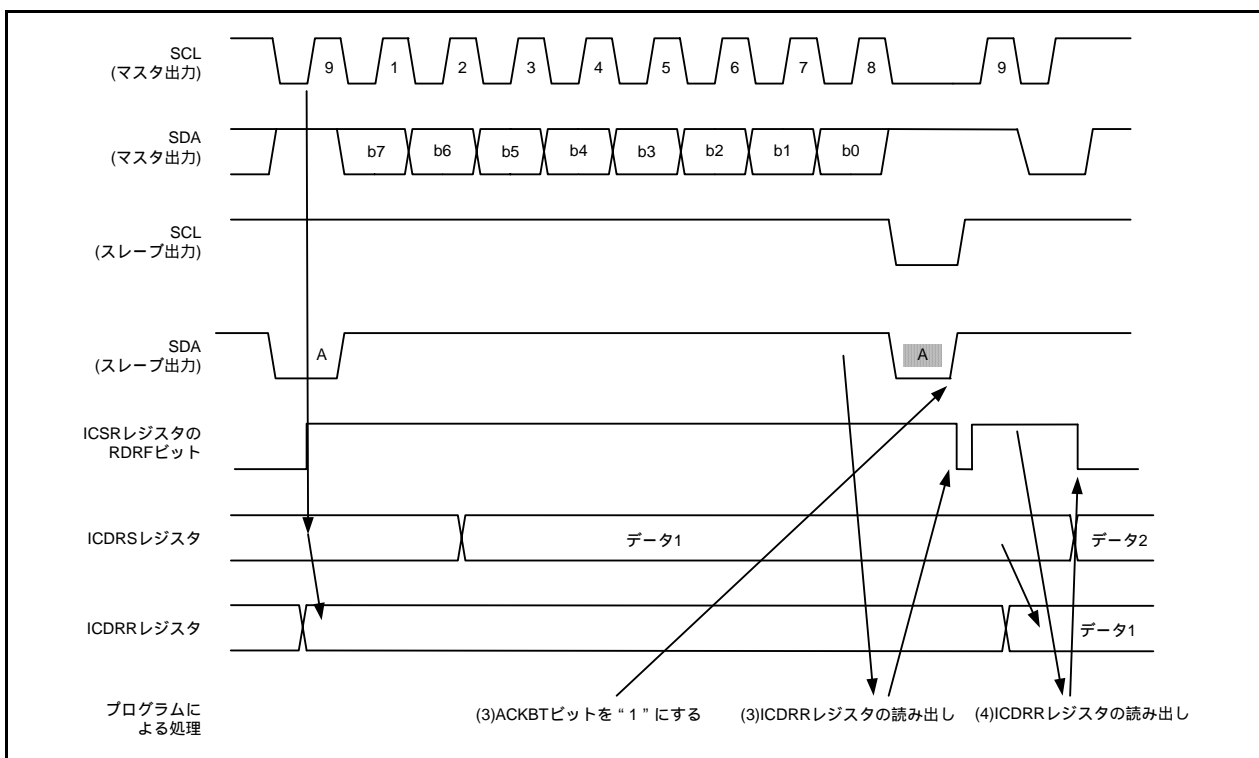 SCL
(マスタ出力)
9 1 2 3 4 5 6 7 8 9
SDA
(マスタ出力)
b7 b6 b5 b4 b3 b2 b1 b0
SCL
(スレーブ出力)
SDA
(スレーブ出力)
A A
ICSRレジスタの
RDRFビット
ICDRSレジスタ
データ1 データ2
ICDRRレジスタ
データ1
プログラムに
よる処理
(3)ACKBTビットを“1”にする (3)ICDRRレジスタの読み出し (4)ICDRRレジスタの読み出し